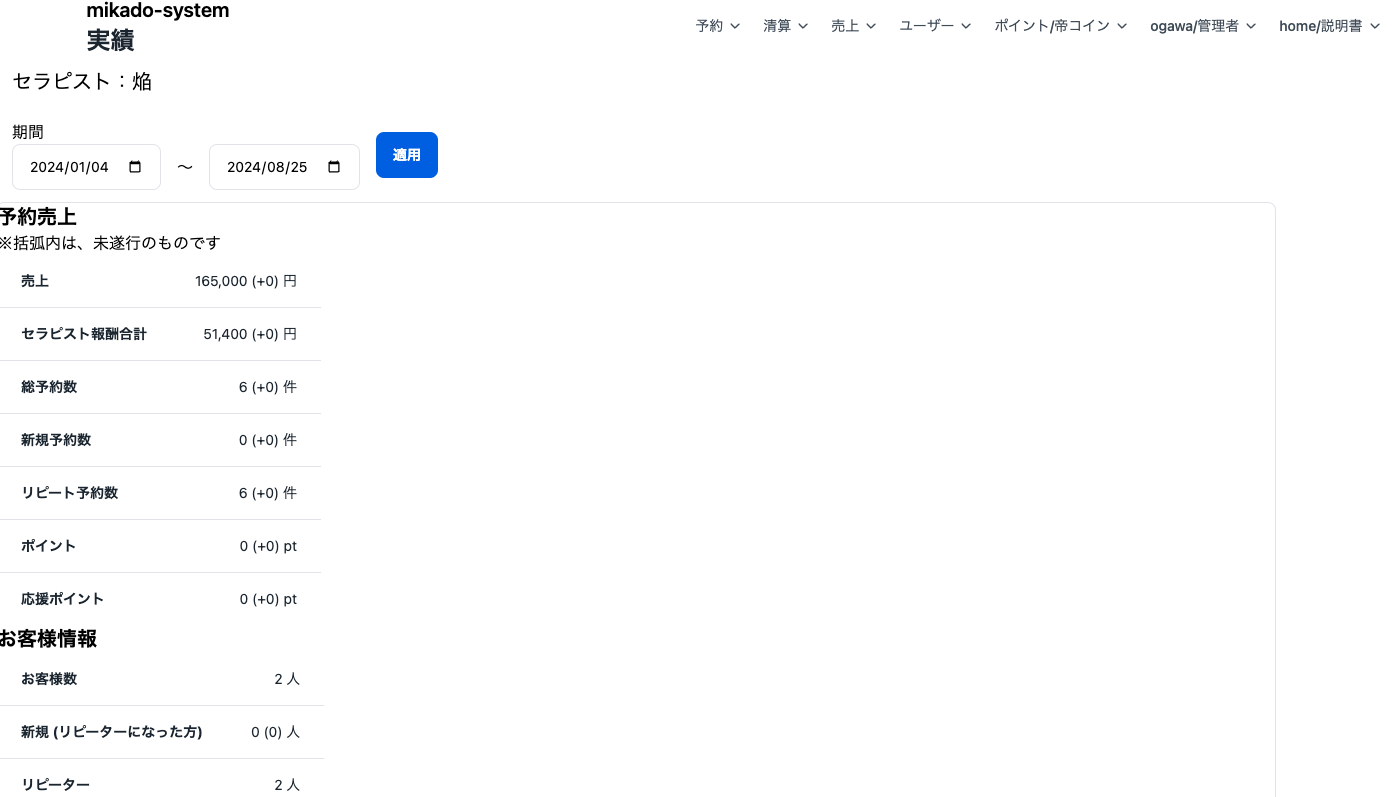 mikado-system
予約 清算 売上 ユーザー ポイント/帝コイン ogawa/管理者 home/説明書
実績
セラピスト：焔
期間
2024/01/04 〜 2024/08/25 適用
予約売上
※括弧内は、未遂行のものです
売上 165,000 (+0) 円
セラピスト報酬合計 51,400 (+0) 円
総予約数 6 (+0) 件
新規予約数 0 (+0) 件
リピート予約数 6 (+0) 件
ポイント 0 (+0) pt
応援ポイント 0 (+0) pt
お客様情報
お客様数 2 人
新規 (リピーターになった方) 0 (0) 人
リピーター 2 人